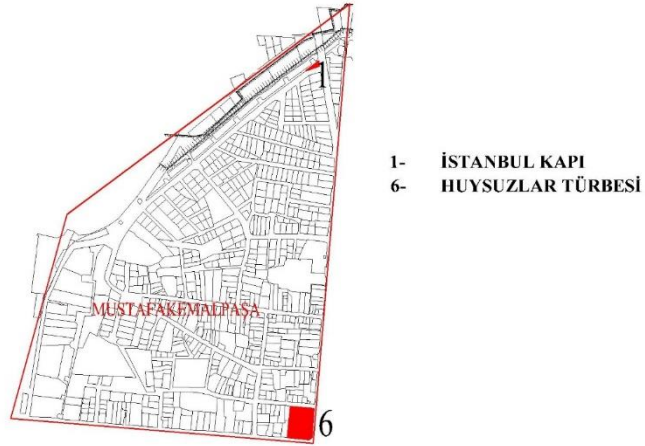 1
1- İSTANBUL KAPI
6- HUYSUZLAR TÜRBESİ
MUSTAFAKEMALPAŞA
6